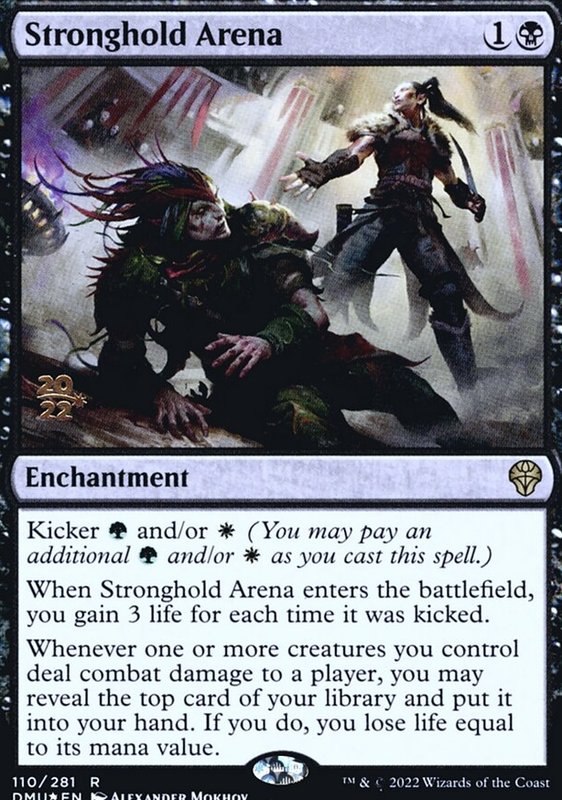 Stronghold Arena 1
20
22
Enchantment
Kicker and/or (You may pay an
additional and/or as you cast this spell.)
When Stronghold Arena enters the battlefield,
you gain 3 life for each time it was kicked.
Whenever one or more creatures you control
deal combat damage to a player, you may
reveal the top card of your library and put it
into your hand. If you do, you lose life equal
to its mana value.
110/281 R
™ & © 2022 Wizards of the Coast
DMU★EN Alexander Mokhov